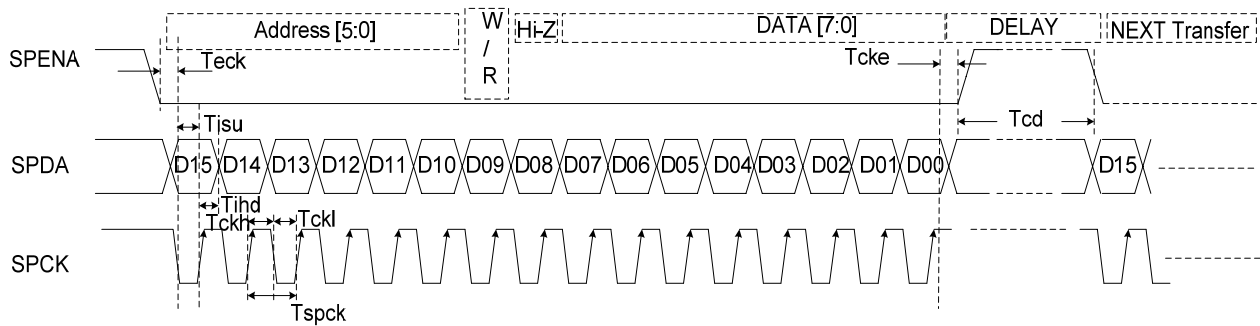 Address [5:0] W / R Hi-Z DATA [7:0] DELAY NEXT Transfer
SPENA Teck Tcke
Tcd
Tisu
SPDA D15 D14 D13 D12 D11 D10 D09 D08 D07 D06 D05 D04 D03 D02 D01 D00 D15
Tihd
Tckh Tckl
SPCK
Tspck